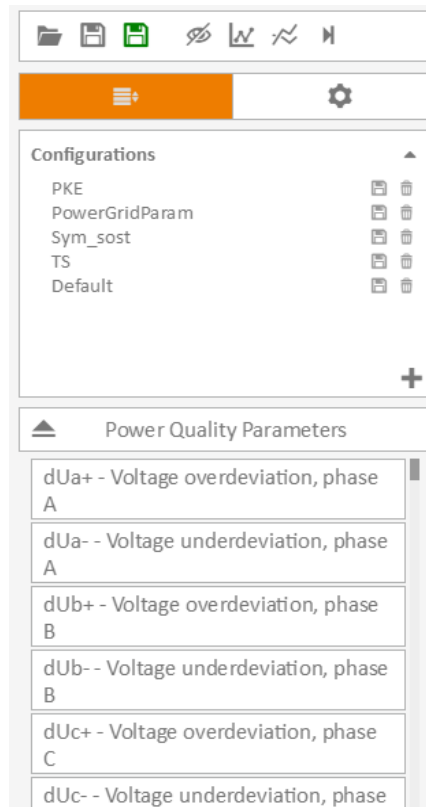 Configurations
PKE
PowerGridParam
Sym_sost
TS
Default
Power Quality Parameters
dUa+ - Voltage overdeviation, phase
A
dUa- - Voltage underdeviation, phase
A
dUb+ - Voltage overdeviation, phase
B
dUb- - Voltage underdeviation, phase
B
dUc+ - Voltage overdeviation, phase
C
dUc- - Voltage underdeviation, phase